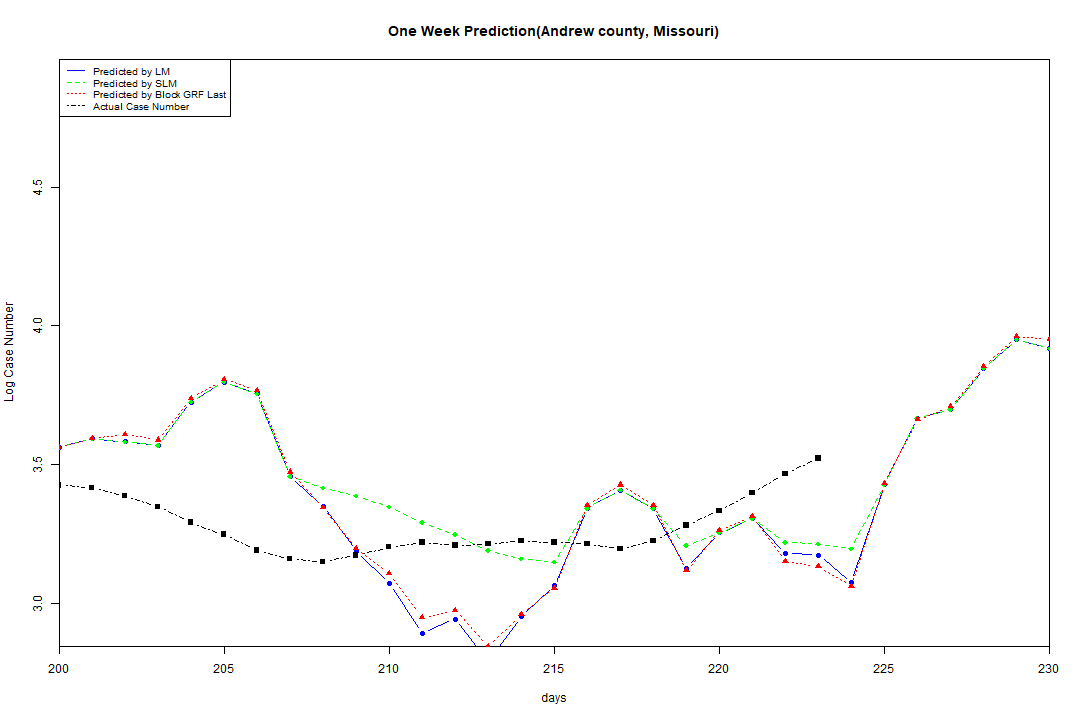 One Week Prediction(Andrew county, Missouri)
Predicted by LM
Predicted by SLM
Predicted by Block GRF Last
Actual Case Number
Log Case Number
4.5
4.0
3.5
3.0
200 205 210 215 220 225 230
days